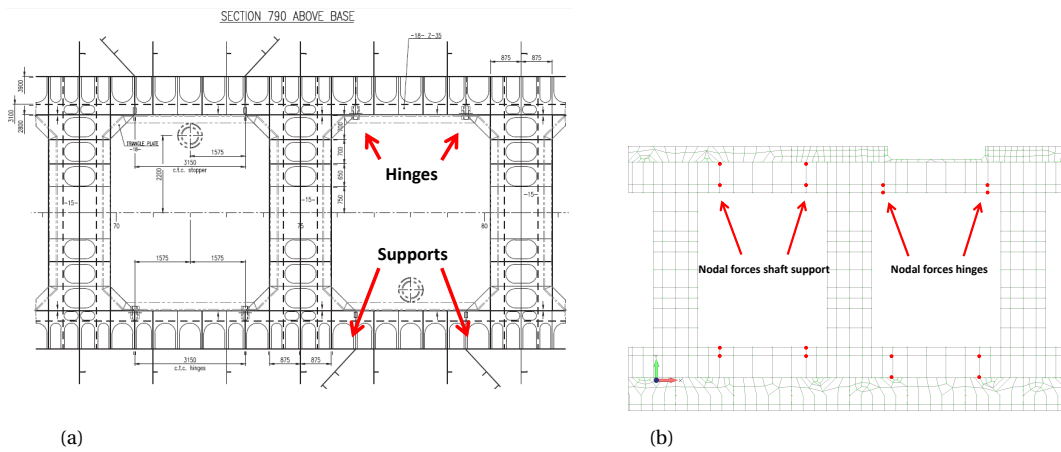 SECTION 790 ABOVE BASE
-18- Z-35
875
875
3900
3100
2800
TRIANGLE PLATE
-18-
1575
3150
c.t.c. stopper
2200
700
650
750
Hinges
-15-
-15-
-15-
70
75
80
1575
1575
Supports
3150
c.t.c. hinges
875
875
(a)
Nodal forces shaft support
Nodal forces hinges
x
(b)